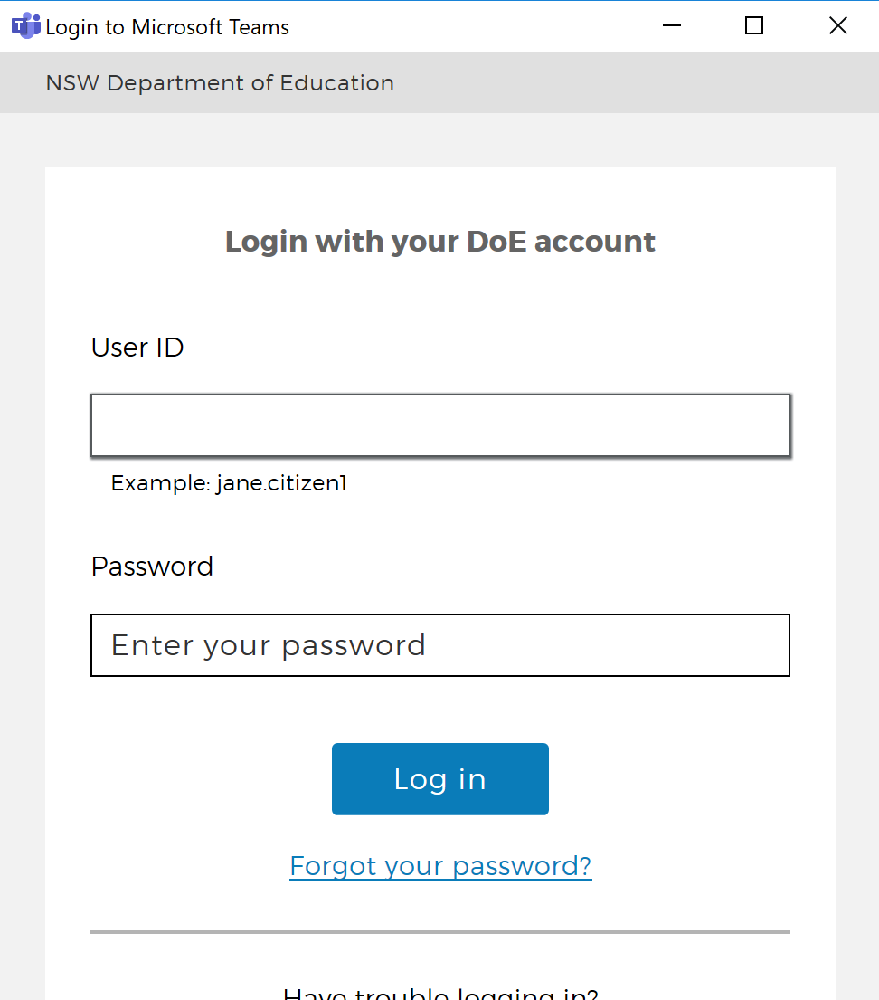 Login to Microsoft Teams
NSW Department of Education
Login with your DoE account
User ID
Example: jane.citizen1
Password
Enter your password
Log in
Forgot your password?
Have trouble logging in?